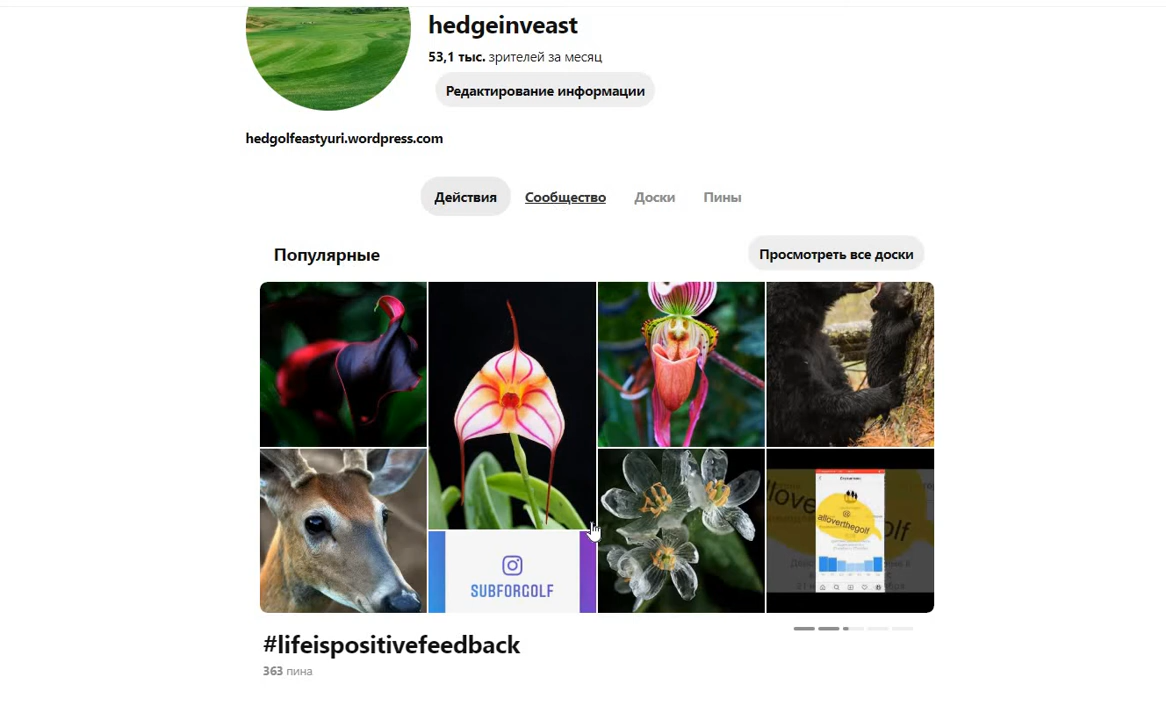 hedgeinveast
53,1 тыс. зрителей за месяц
Редактирование информации
hedgolfeastyuri.wordpress.com
Действия Сообщество Доски Пины
Популярные
Просмотреть все доски
SUBFORGOLF
alloverthegolf
#lifeispositivefeedback
363 пина